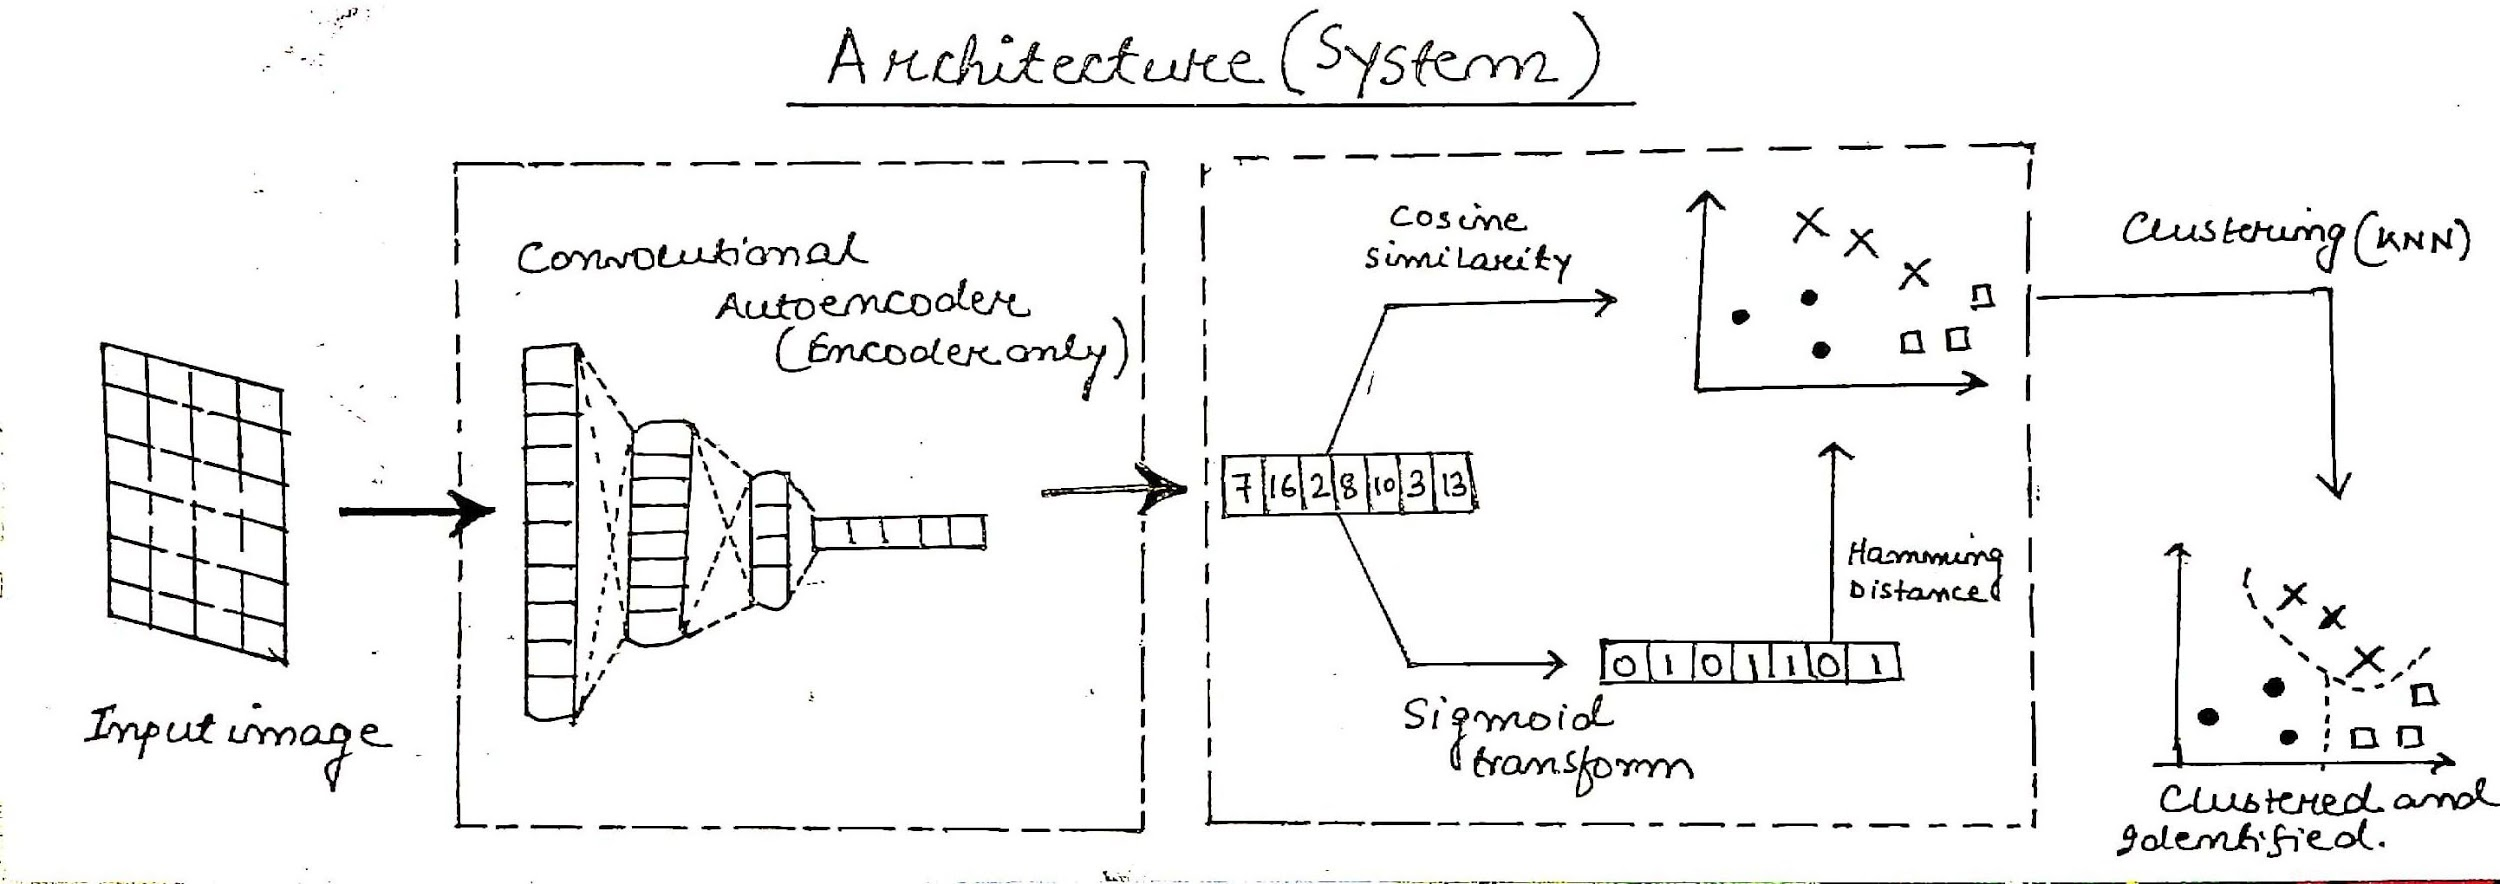 Architecture (System)
Convolutional
Autoencoder
(Encoder only)
Input image
Cosine
similarity
7 16 2 8 10 3 13
Hamming
Distance
0 1 0 1 1 0 1
Sigmoid
transform
Clustering (KNN)
Clustered and
Identified.